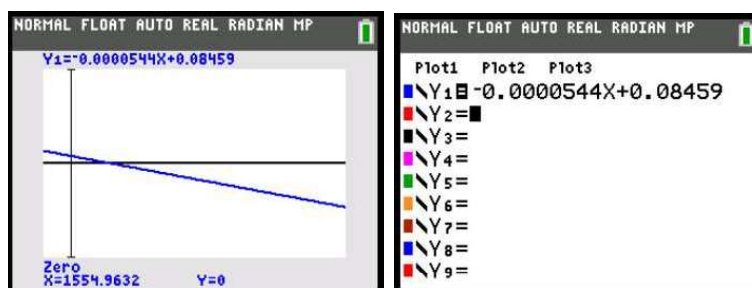 NORMAL FLOAT AUTO REAL RADIAN MP
Y1=-0.0000544X+0.08459
Zero
X=1554.9632 Y=0
NORMAL FLOAT AUTO REAL RADIAN MP
Plot1 Plot2 Plot3
\Y1=-0.0000544X+0.08459
\Y2=
\Y3=
\Y4=
\Y5=
\Y6=
\Y7=
\Y8=
\Y9=